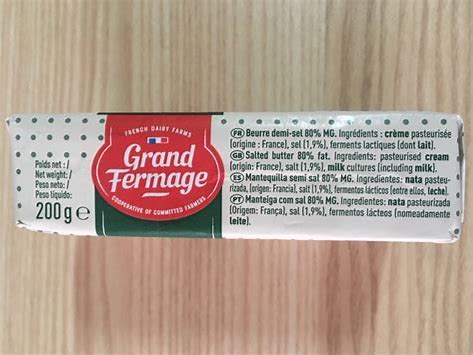 Poids net : /
Net weight: /
Peso neto: /
Peso líquido:
200 g e
FRENCH DAIRY FARMS
Grand
Fermage
COOPERATIVE OF COMMITTED FARMERS
FR Beurre demi-sel 80% MG. Ingrédients : crème pasteurisée
(origine : France), sel (1,9%), ferments lactiques (dont lait).
GB Salted butter 80% fat. Ingredients: pasteurised cream
(origin: France), salt (1,9%), milk cultures (including milk).
ES Mantequilla semi sal 80% MG. Ingredientes: nata pasteu-
rizada, (origen: Francia), sal (1,9%), fermentos lácticos (entre ellos, leche).
PT Manteiga com sal 80% MG. Ingredientes: nata pasteurizada
(Origem: França), sal (1,9%), fermentos lácteos (nomeadamente
leite).